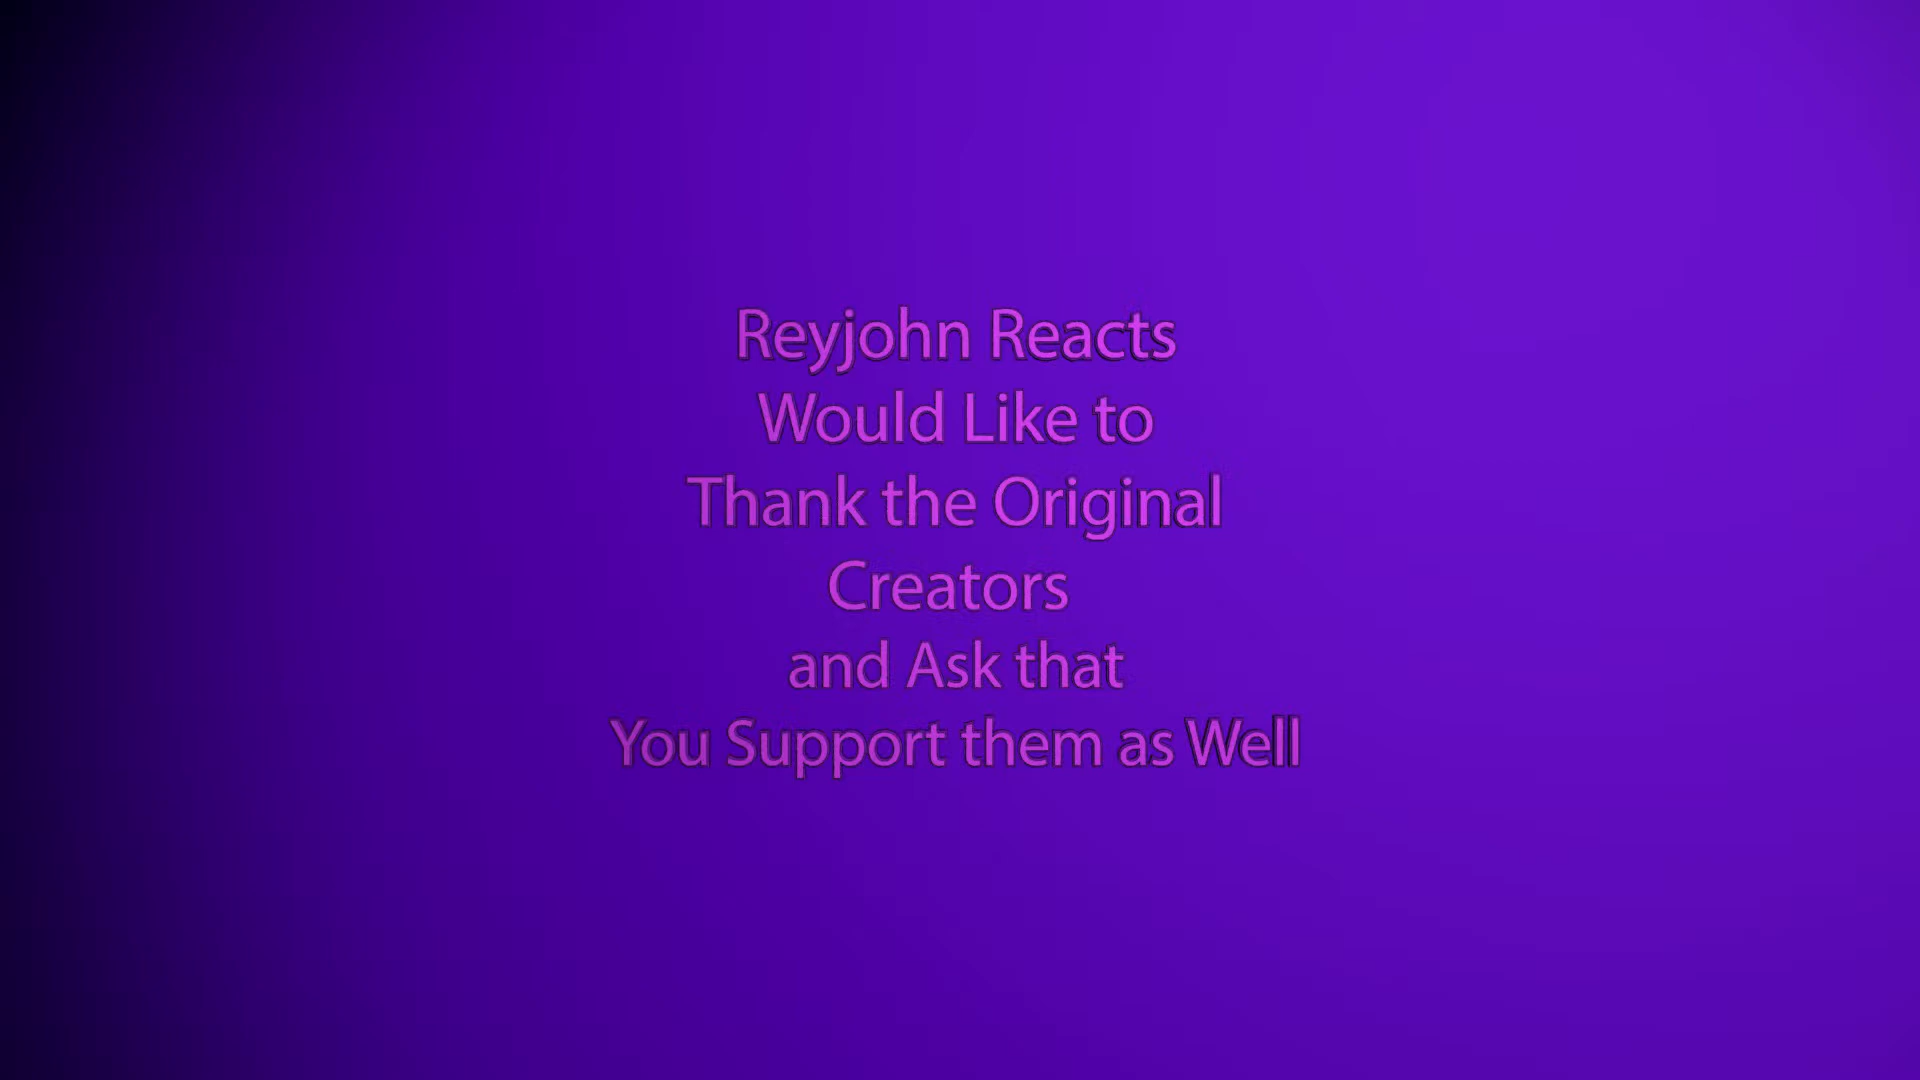 Reyjohn Reacts
Would Like to
Thank the Original
Creators
and Ask that
You Support them as Well